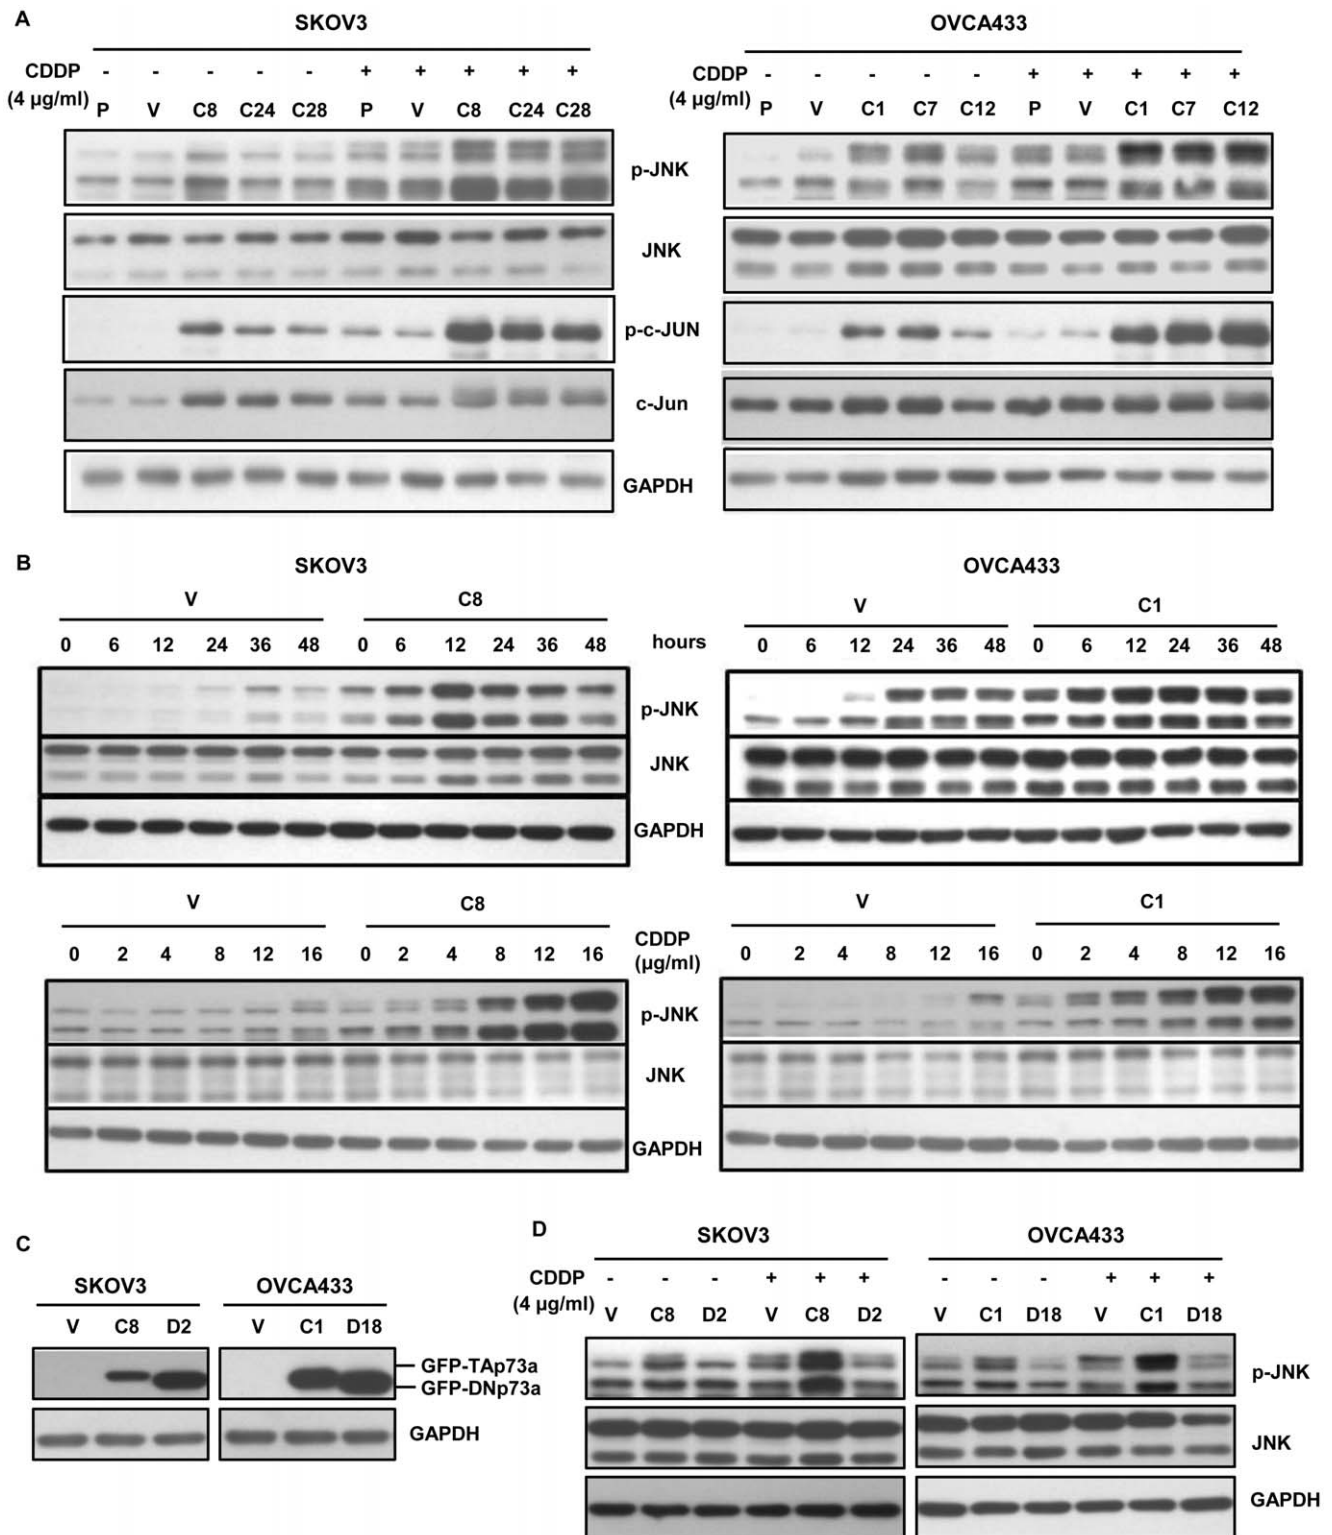 A
SKOV3
OVCA433
CDDP - - - - - + + + + +
(4 µg/ml) P V C8 C24 C28 P V C8 C24 C28
CDDP - - - - - + + + + +
(4 µg/ml) P V C1 C7 C12 P V C1 C7 C12
p-JNK
JNK
p-c-JUN
c-Jun
GAPDH
B
SKOV3
OVCA433
V C8
V C1
0 6 12 24 36 48 0 6 12 24 36 48 hours 0 6 12 24 36 48 0 6 12 24 36 48
p-JNK
JNK
GAPDH
V C8
V C1
0 2 4 8 12 16 0 2 4 8 12 16 CDDP 0 2 4 8 12 16 0 2 4 8 12 16
(µg/ml)
p-JNK
JNK
GAPDH
C
SKOV3 OVCA433
V C8 D2 V C1 D18
GFP-TAp73a
GFP-DNp73a
GAPDH
D
SKOV3 OVCA433
CDDP - - - + + + - - - + + +
(4 µg/ml) V C8 D2 V C8 D2 V C1 D18 V C1 D18
p-JNK
JNK
GAPDH